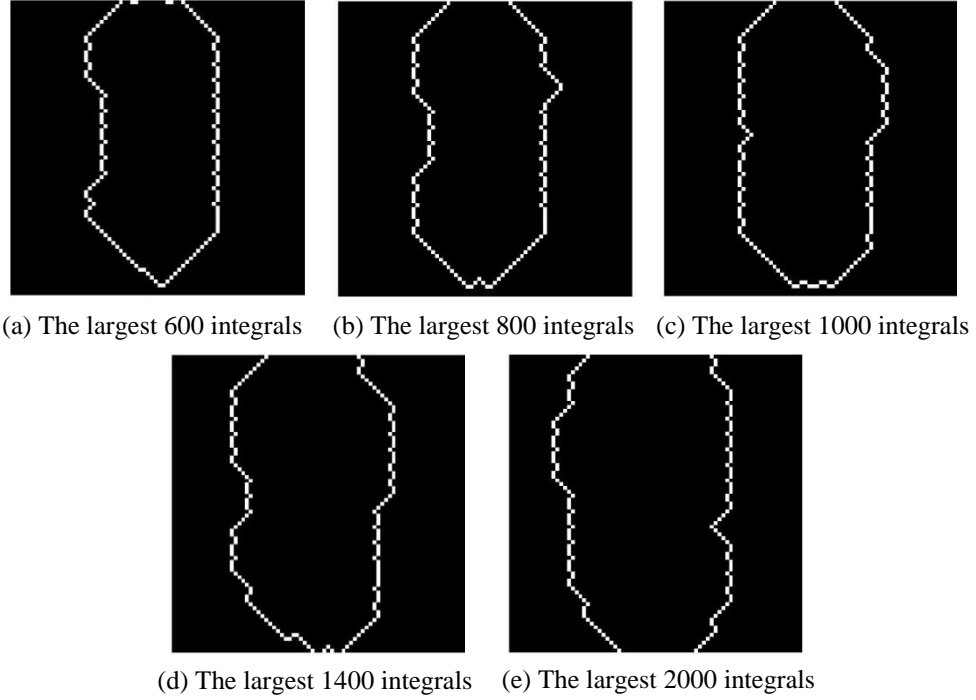 (a) The largest 600 integrals (b) The largest 800 integrals (c) The largest 1000 integrals
(d) The largest 1400 integrals (e) The largest 2000 integrals